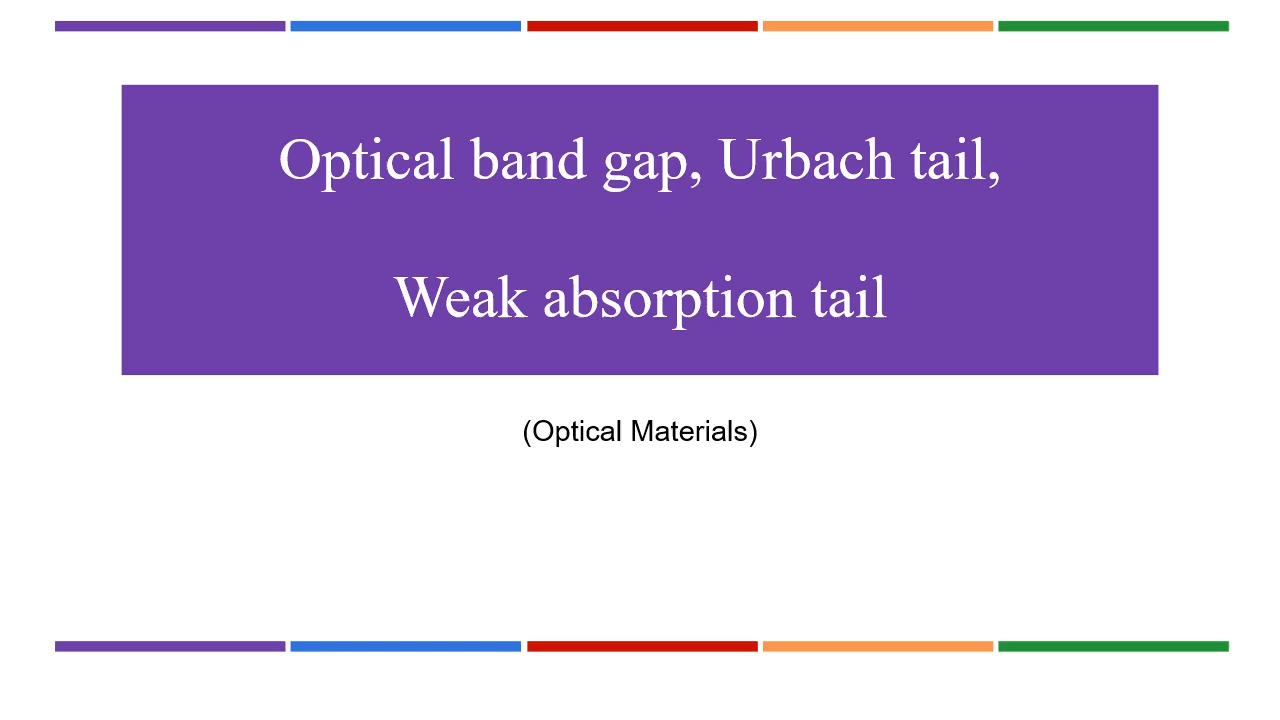 Optical band gap, Urbach tail,
Weak absorption tail
(Optical Materials)